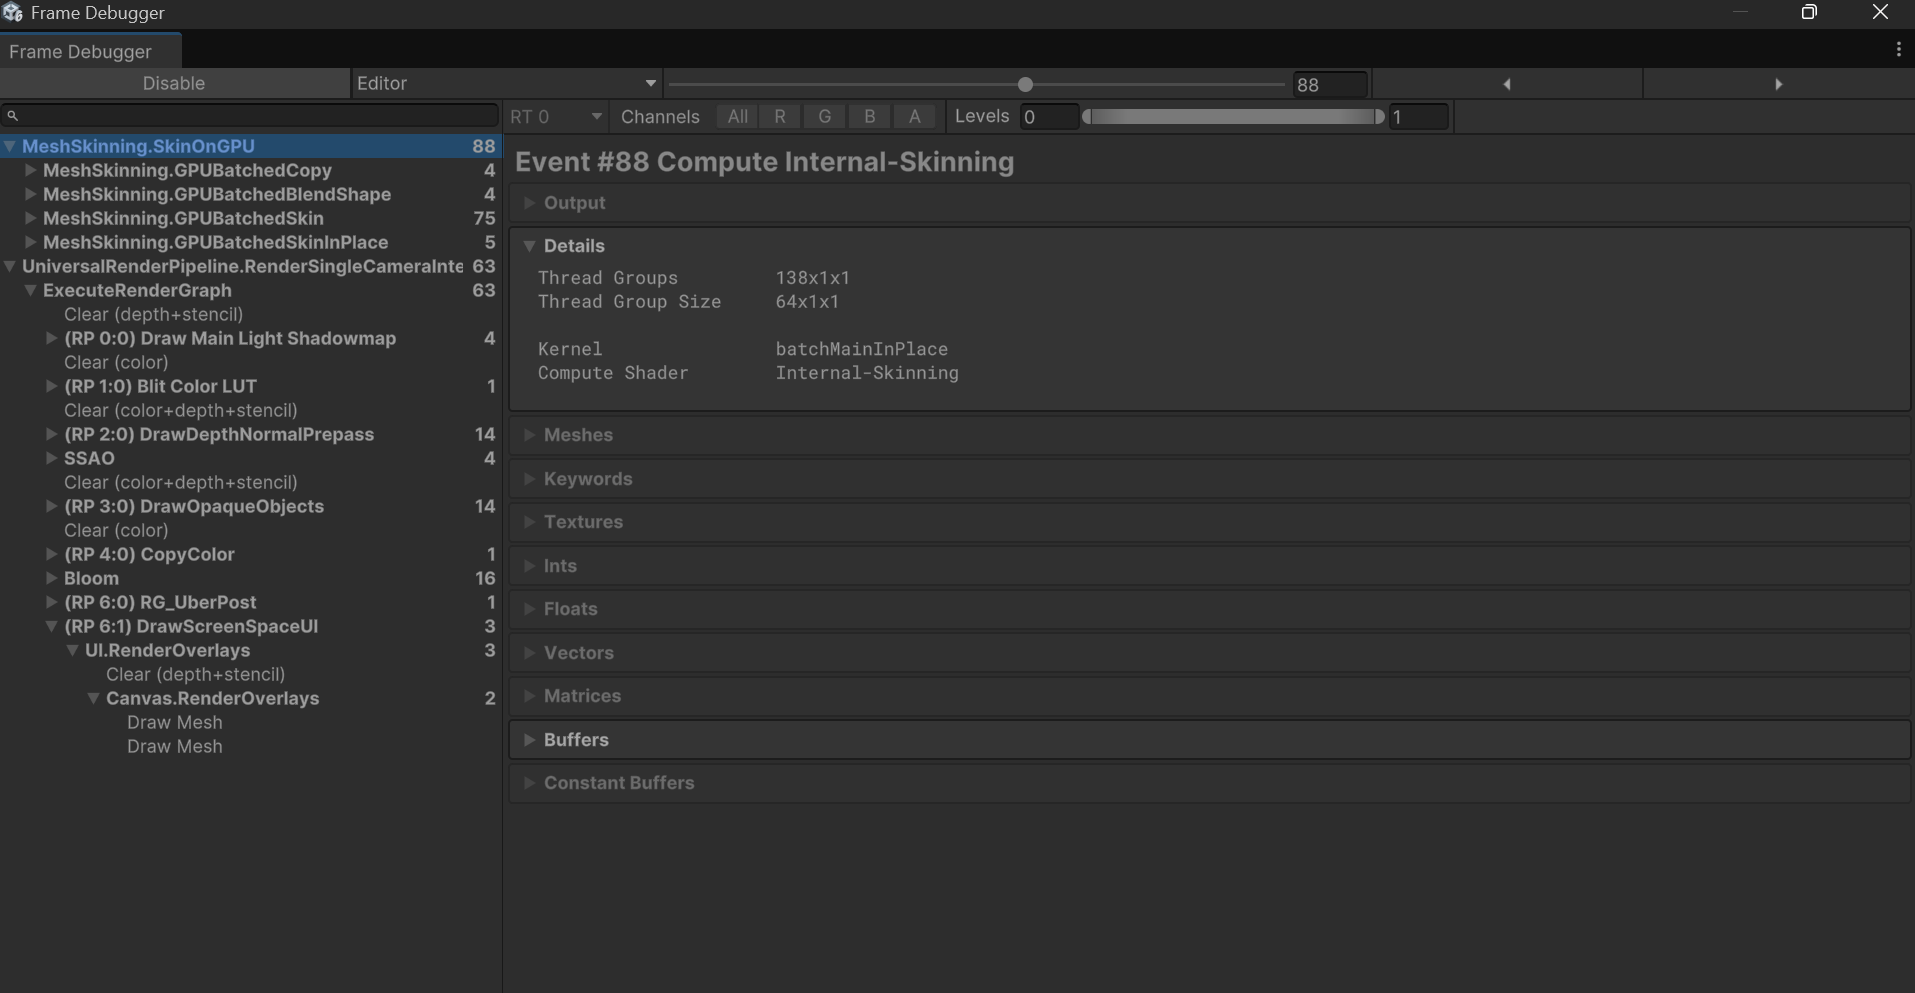 Frame Debugger
Frame Debugger
Disable
Editor
88
RT 0
Channels
All
R
G
B
A
Levels
0
1
MeshSkinning.SkinOnGPU 88
MeshSkinning.GPUBatchedCopy 4
MeshSkinning.GPUBatchedBlendShape 4
MeshSkinning.GPUBatchedSkin 75
MeshSkinning.GPUBatchedSkinInPlace 5
UniversalRenderPipeline.RenderSingleCameraInte 63
ExecuteRenderGraph 63
Clear (depth+stencil)
(RP 0:0) Draw Main Light Shadowmap 4
Clear (color)
(RP 1:0) Blit Color LUT 1
Clear (color+depth+stencil)
(RP 2:0) DrawDepthNormalPrepass 14
SSAO 4
Clear (color+depth+stencil)
(RP 3:0) DrawOpaqueObjects 14
Clear (color)
(RP 4:0) CopyColor 1
Bloom 16
(RP 6:0) RG_UberPost 1
(RP 6:1) DrawScreenSpaceUI 3
UI.RenderOverlays 3
Clear (depth+stencil)
Canvas.RenderOverlays 2
Draw Mesh
Draw Mesh
Event #88 Compute Internal-Skinning
Output
Details
Thread Groups 138x1x1
Thread Group Size 64x1x1
Kernel batchMainInPlace
Compute Shader Internal-Skinning
Meshes
Keywords
Textures
Ints
Floats
Vectors
Matrices
Buffers
Constant Buffers